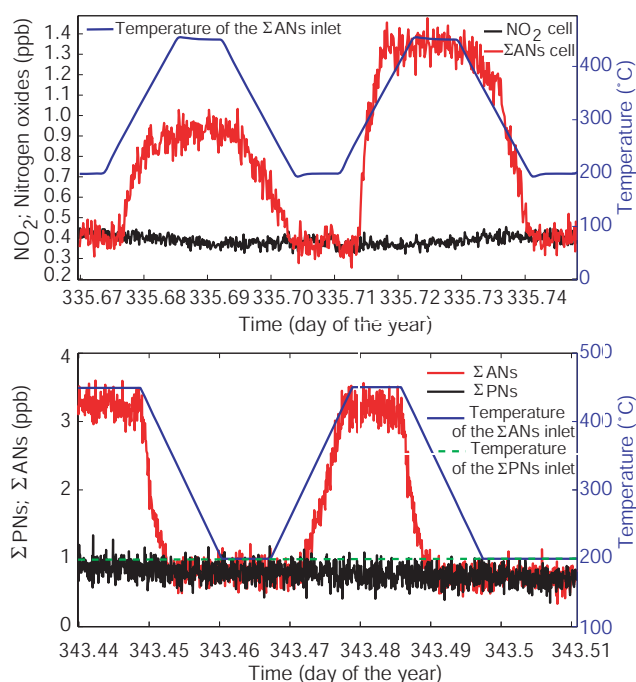 Temperature of the ΣANs inlet
NO2 cell
ΣANs cell
NO2; Nitrogen oxides (ppb)
1.4
1.3
1.2
1.1
1.0
0.9
0.8
0.7
0.6
0.5
0.4
0.3
0.2
400
300
200
100
0
Temperature (˚C)
335.67 335.68 335.69 335.70 335.71 335.72 335.73 335.74
Time (day of the year)
ΣPNs; ΣANs (ppb)
4
3
2
1
0
ΣANs
ΣPNs
Temperature
of the ΣANs inlet
Temperature
of the ΣPNs inlet
500
400
300
200
100
Temperature (˚C)
343.44 343.45 343.46 343.47 343.48 343.49 343.5 343.51
Time (day of the year)